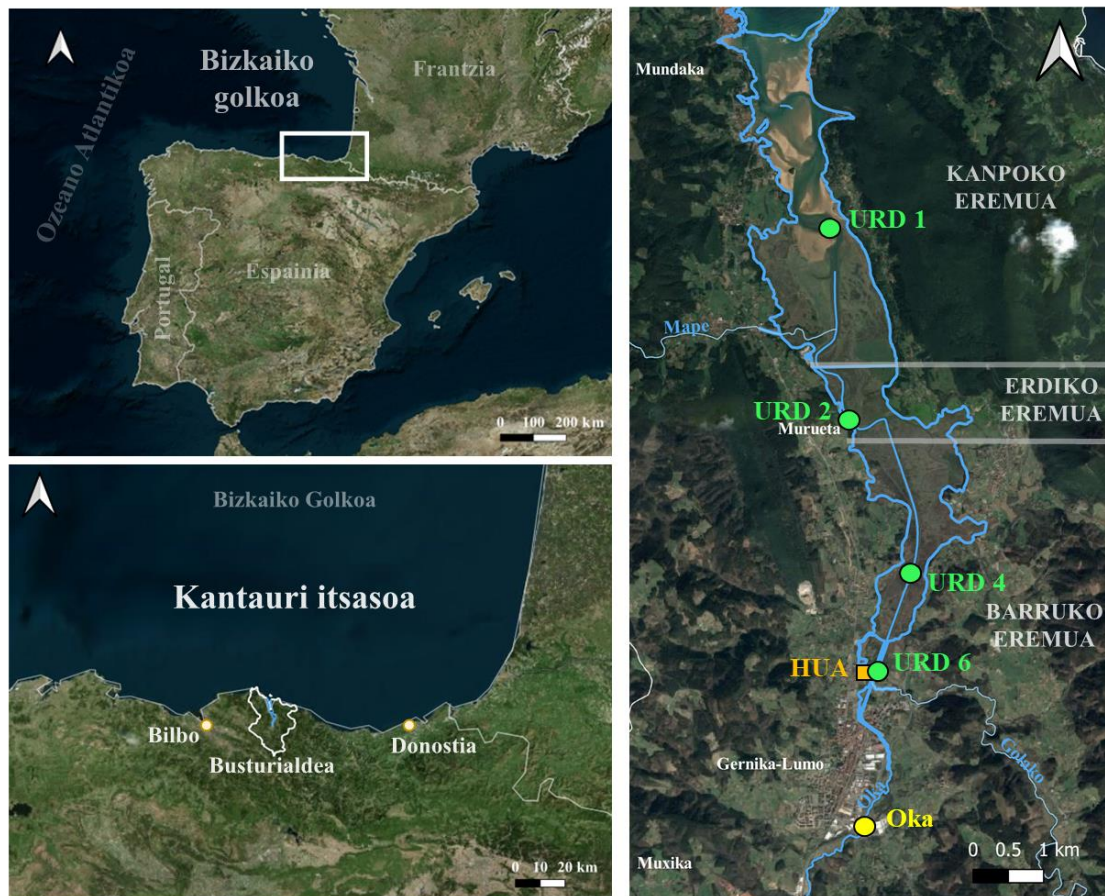 Bizkaiko
golkoa
Frantzia
Ozeano Atlantikoa
Portugal
Espainia
0 100 200 km
Bizkaiko Golkoa
Kantauri itsasoa
Bilbo
Busturialdea
Donostia
0 10 20 km
Mundaka
KANPOKO
EREMUA
URD 1
Mape
ERDIKO
EREMUA
URD 2
Murueta
URD 4
BARRUKO
EREMUA
HUA
URD 6
Golako
Gernika-Lumo
Oka
Oka
Muxika
0 0.5 1 km